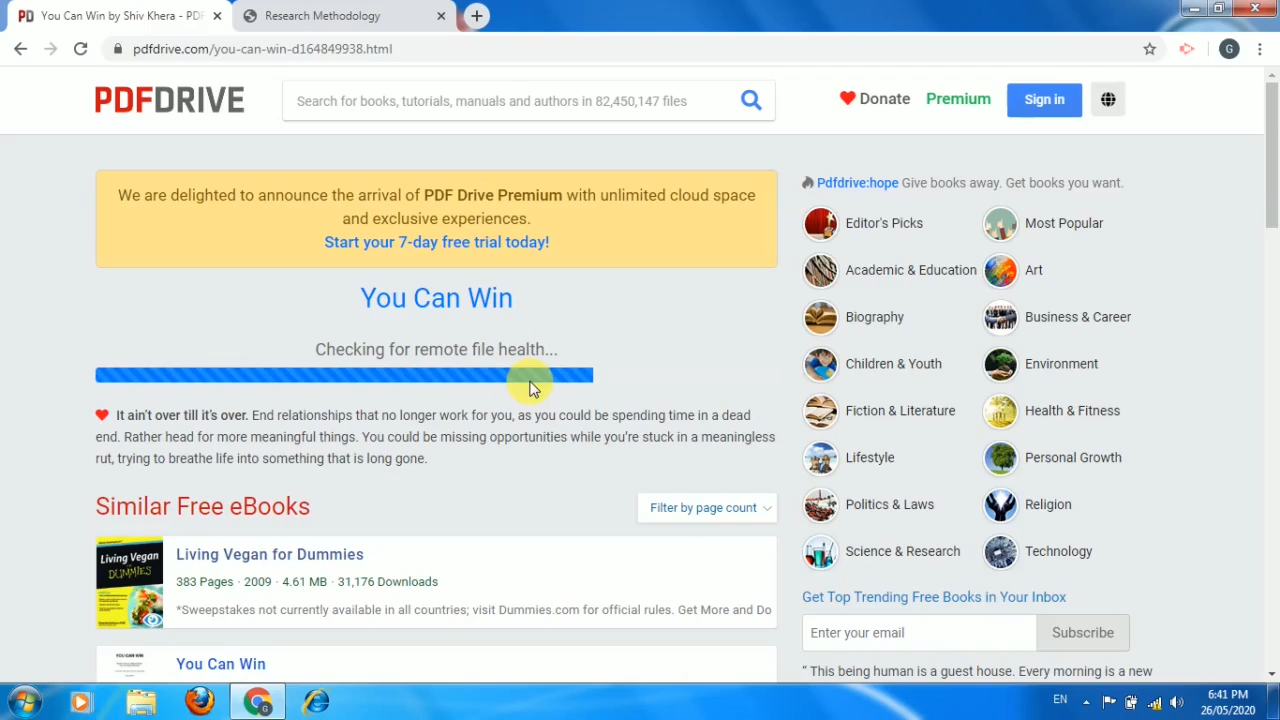 You Can Win by Shiv Khera - PDF
Research Methodology
pdfdrive.com/you-can-win-d164849938.html
G
PDFDRIVE
Search for books, tutorials, manuals and authors in 82,450,147 files
Donate
Premium
Sign in
We are delighted to announce the arrival of PDF Drive Premium with unlimited cloud space
and exclusive experiences.
Start your 7-day free trial today!
You Can Win
Checking for remote file health...
It ain't over till it's over. End relationships that no longer work for you, as you could be spending time in a dead
end. Rather head for more meaningful things. You could be missing opportunities while you're stuck in a meaningless
rut, trying to breathe life into something that is long gone.
Similar Free eBooks
Filter by page count
Living Vegan for Dummies
383 Pages · 2009 · 4.61 MB · 31,176 Downloads
*Sweepstakes not currently available in all countries; visit Dummies.com for official rules. Get More and Do
Living Vegan
DUMMIES
YOU CAN WIN
You Can Win
Pdfdrive:hope Give books away. Get books you want.
Editor's Picks
Most Popular
Academic & Education
Art
Biography
Business & Career
Children & Youth
Environment
Fiction & Literature
Health & Fitness
Lifestyle
Personal Growth
Politics & Laws
Religion
Science & Research
Technology
Get Top Trending Free Books in Your Inbox
Enter your email
Subscribe
“ This being human is a guest house. Every morning is a new
EN
6:41 PM
26/05/2020